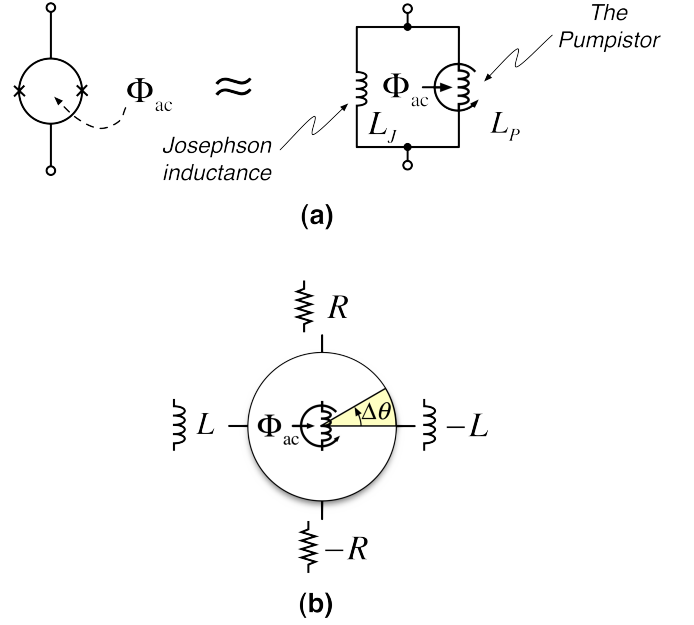 The
Pumpistor
Φac
≈
Φac
LJ
LP
Josephson
inductance
(a)
R
L
Φac
Δθ
−L
−R
(b)